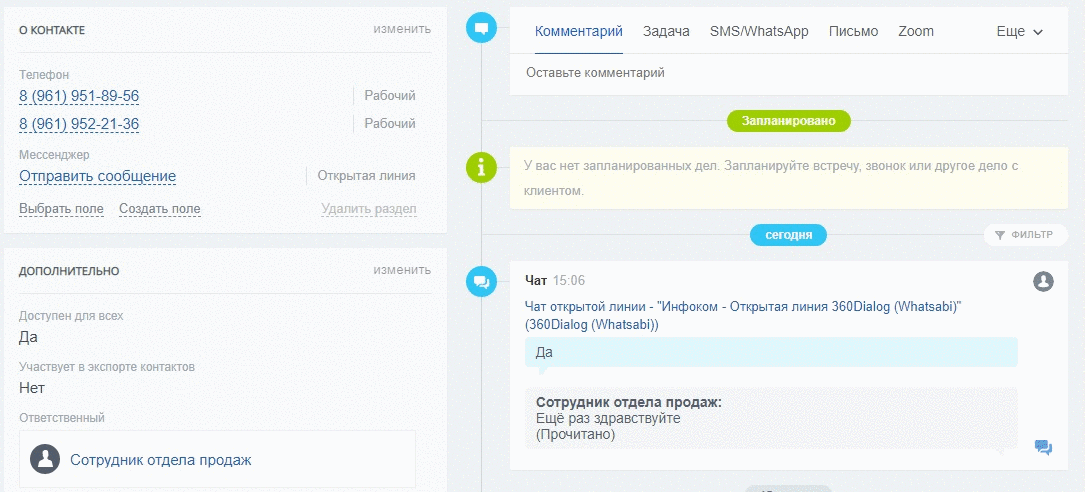 О КОНТАКТЕ
изменить
Телефон
8 (961) 951-89-56
Рабочий
8 (961) 952-21-36
Рабочий
Мессенджер
Отправить сообщение
Открытая линия
Выбрать поле Создать поле
Удалить раздел
ДОПОЛНИТЕЛЬНО
изменить
Доступен для всех
Да
Участвует в экспорте контактов
Нет
Ответственный
Сотрудник отдела продаж
Комментарий Задача SMS/WhatsApp Письмо Zoom Еще
Оставьте комментарий
Запланировано
У вас нет запланированных дел. Запланируйте встречу, звонок или другое дело с
клиентом.
сегодня
ФИЛЬТР
Чат 15:06
Чат открытой линии - "Инфоком - Открытая линия 360Dialog (Whatsabi)"
(360Dialog (Whatsabi))
Да
Сотрудник отдела продаж:
Ещё раз здравствуйте
(Прочитано)